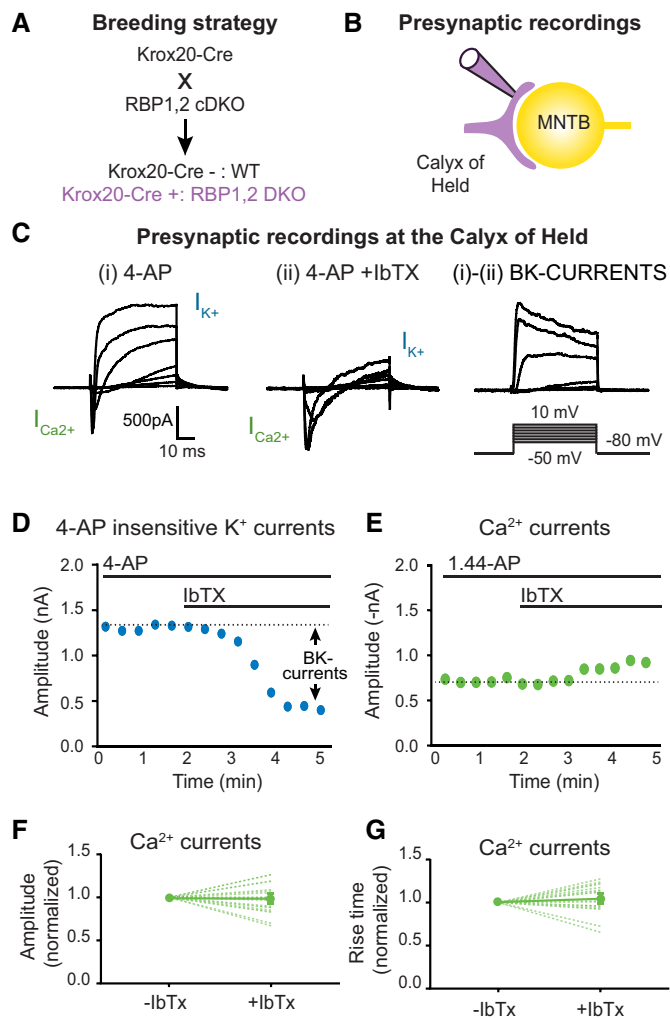 A Breeding strategy
Krox20-Cre
X
RBP1,2 cDKO
Krox20-Cre - : WT
Krox20-Cre +: RBP1,2 DKO
B Presynaptic recordings
MNTB
Calyx of
Held
C Presynaptic recordings at the Calyx of Held
(i) 4-AP (ii) 4-AP +IbTX (i)-(ii) BK-CURRENTS
I K+ I K+
I Ca2+ I Ca2+
500pA
10 ms
10 mV
-80 mV
-50 mV
D 4-AP insensitive K+ currents
4-AP
IbTX
2.0
1.5
1.0
0.5
0.0
Amplitude (nA)
BK-
currents
0 1 2 3 4 5
Time (min)
E Ca2+ currents
1.44-AP
IbTX
2.0
1.5
1.0
0.5
0.0
Amplitude (-nA)
0 1 2 3 4 5
Time (min)
F Ca2+ currents
1.5
1.0
0.5
0.0
Amplitude
(normalized)
-IbTx +IbTx
G Ca2+ currents
1.5
1.0
0.5
0.0
Rise time
(normalized)
-IbTx +IbTx